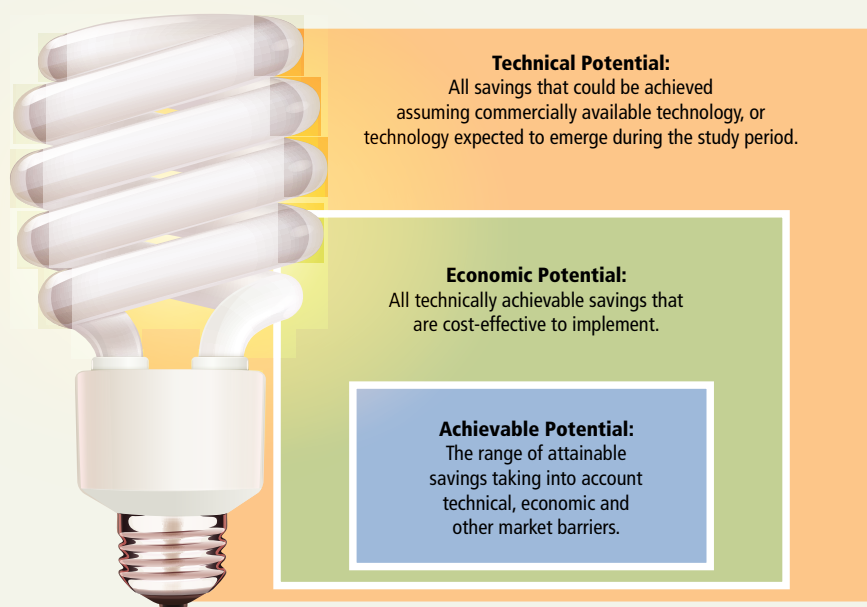 Technical Potential:
All savings that could be achieved
assuming commercially available technology, or
technology expected to emerge during the study period.
Economic Potential:
All technically achievable savings that
are cost-effective to implement.
Achievable Potential:
The range of attainable
savings taking into account
technical, economic and
other market barriers.